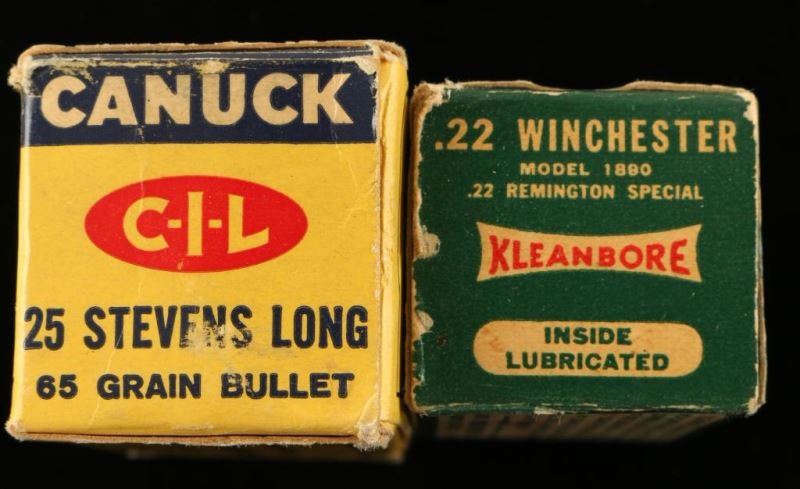 CANUCK
C-I-L
25 STEVENS LONG
65 GRAIN BULLET
.22 WINCHESTER
MODEL 1890
.22 REMINGTON SPECIAL
KLEANBORE
INSIDE
LUBRICATED